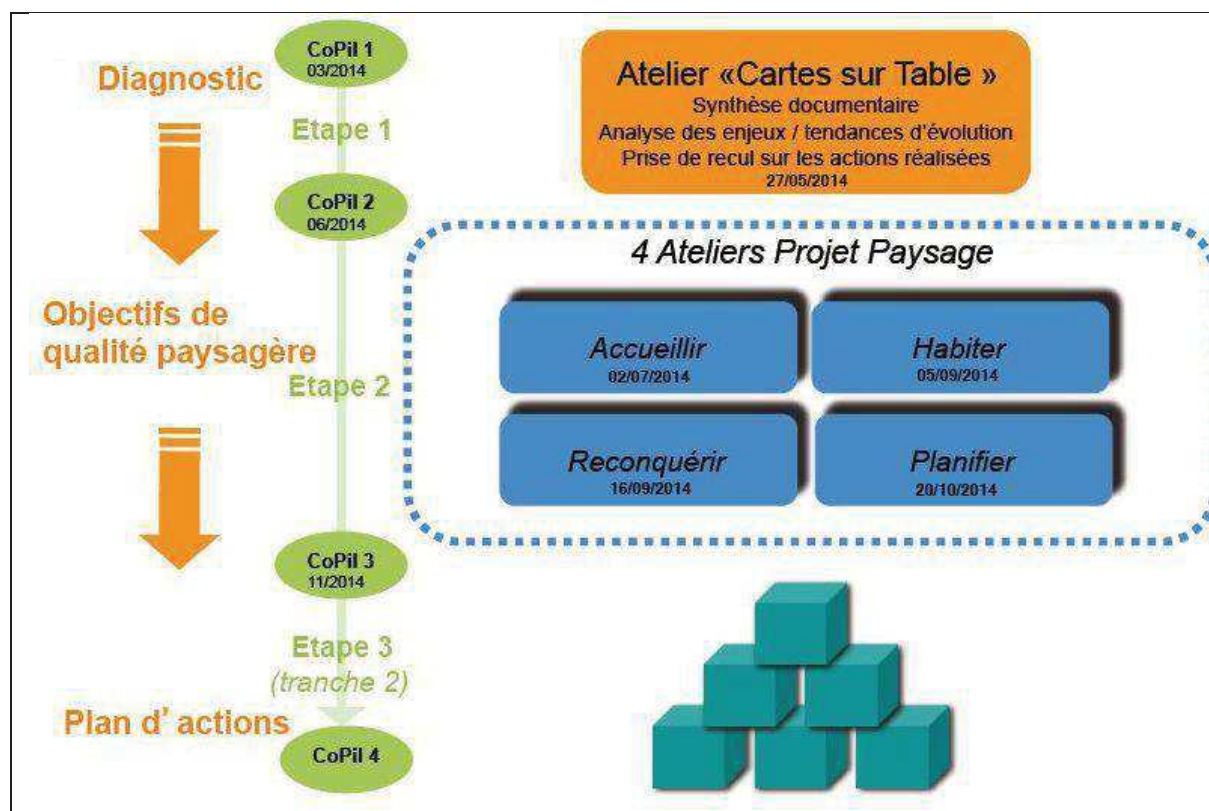 Diagnostic
CoPil 1
03/2014
Etape 1
CoPil 2
06/2014
Objectifs de
qualité paysagère
Etape 2
CoPil 3
11/2014
Etape 3
(tranche 2)
Plan d’ actions
CoPil 4
Atelier «Cartes sur Table »
Synthèse documentaire
Analyse des enjeux / tendances d’évolution
Prise de recul sur les actions réalisées
27/05/2014
4 Ateliers Projet Paysage
Accueillir
02/07/2014
Habiter
05/09/2014
Reconquérir
16/09/2014
Planifier
20/10/2014